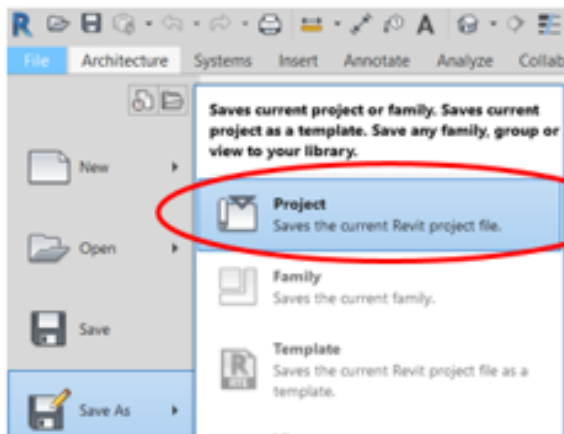 File Architecture Systems Insert Annotate Analyze Collab
Saves current project or family. Saves current
project as a template. Save any family, group or
view to your library.
New
Project
Saves the current Revit project file.
Open
Family
Saves the current family.
Save
Template
Saves the current Revit project file as a
template.
Save As